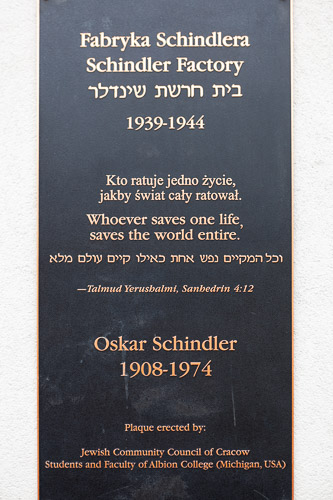 Fabryka Schindlera
Schindler Factory
בית חרשת שינדלר
1939-1944
Kto ratuje jedno życie,
jakby świat cały ratował.
Whoever saves one life,
saves the world entire.
וכל המקיים נפש אחת כאילו קיים עולם מלא
—Talmud Yerushalmi, Sanhedrin 4:12
Oskar Schindler
1908-1974
Plaque erected by:
Jewish Community Council of Cracow
Students and Faculty of Albion College (Michigan, USA)